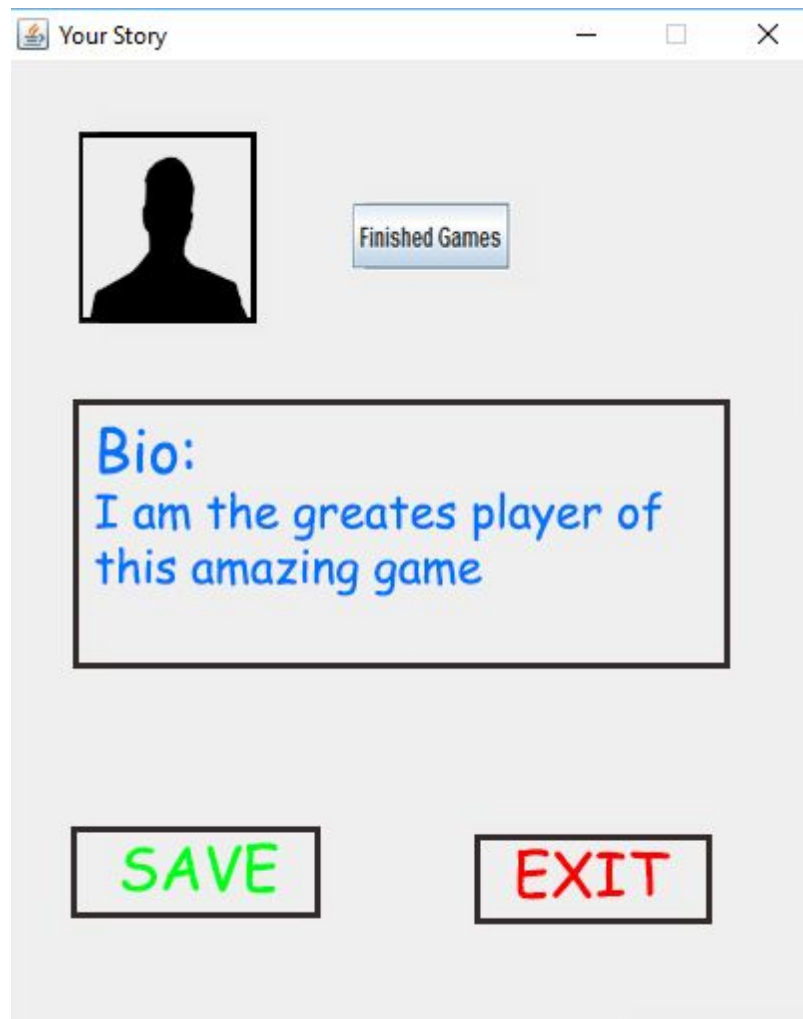 Your Story
Finished Games
Bio:
I am the greates player of
this amazing game
SAVE
EXIT